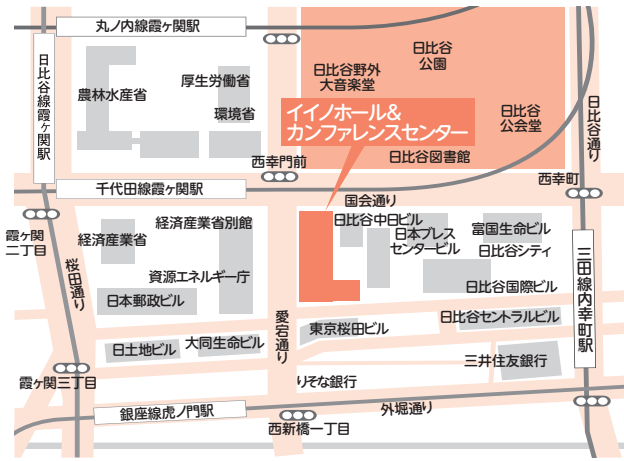 丸ノ内線霞ヶ関駅
日比谷線霞ヶ関駅
農林水産省
厚生労働省
環境省
日比谷野外
大音楽堂
日比谷
公園
日比谷
公会堂
日比谷図書館
日比谷通り
イイノホール&
カンファレンスセンター
西幸門前
千代田線霞ヶ関駅
国会通り
西幸町
霞ヶ関
二丁目
桜田通り
経済産業省
経済産業省別館
資源エネルギー庁
日本郵政ビル
日比谷中日ビル
日本プレス
センタービル
富国生命ビル
日比谷シティ
日比谷国際ビル
三田線内幸町駅
愛宕通り
日土地ビル
大同生命ビル
東京桜田ビル
日比谷セントラルビル
三井住友銀行
霞ヶ関三丁目
りそな銀行
銀座線虎ノ門駅
外堀通り
西新橋一丁目